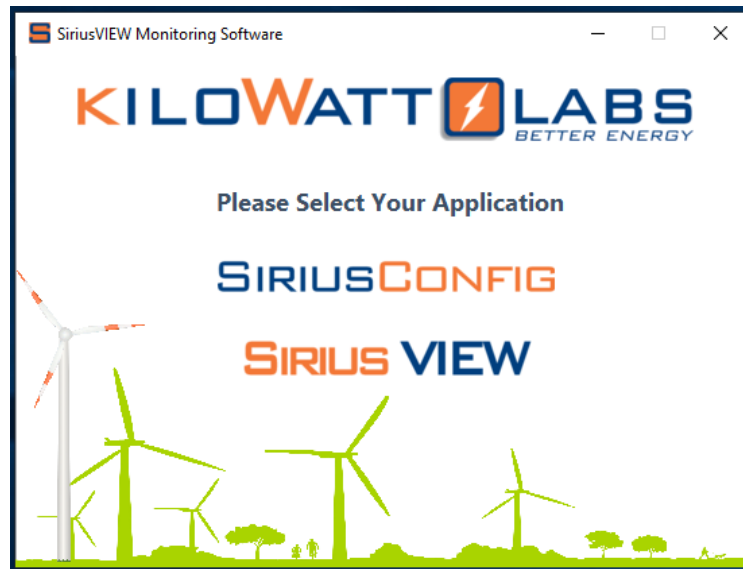 SiriusVIEW Monitoring Software
KILOWATT LABS
BETTER ENERGY
Please Select Your Application
SIRIUSCONFIG
SIRIUS VIEW